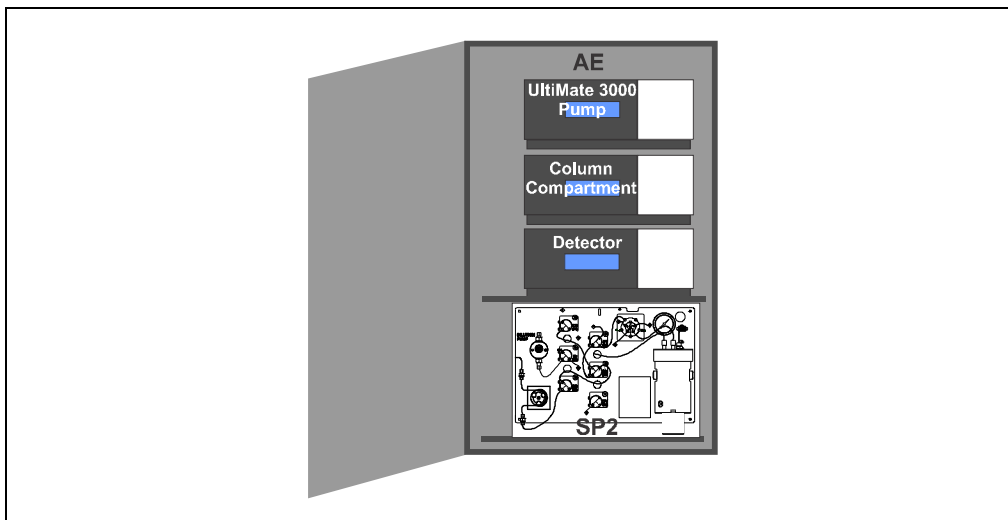 AE
UltiMate 3000
Pump
Column
Compartment
Detector
SP2